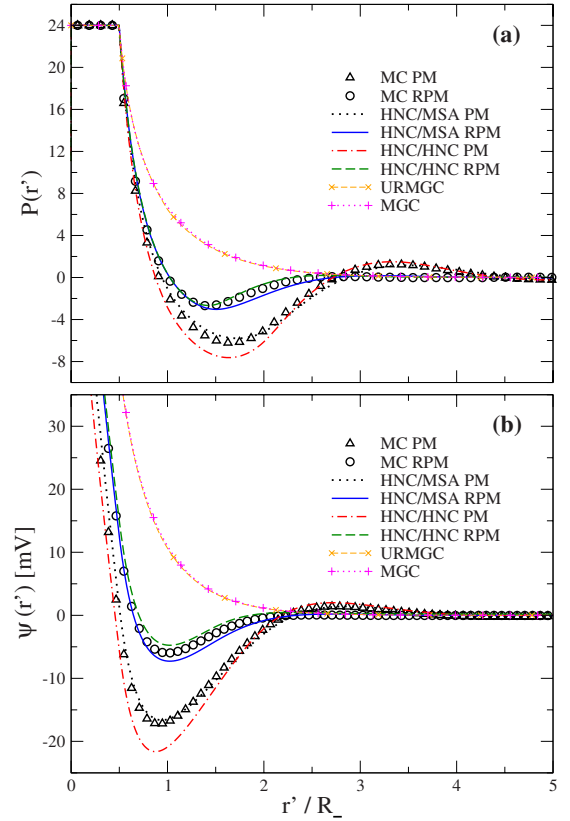 24
20
16
12
8
4
0
-4
-8
P(r')
(a)
MC PM
MC RPM
HNC/MSA PM
HNC/MSA RPM
HNC/HNC PM
HNC/HNC RPM
URMGC
MGC
30
20
10
0
-10
-20
ψ(r') [mV]
(b)
MC PM
MC RPM
HNC/MSA PM
HNC/MSA RPM
HNC/HNC PM
HNC/HNC RPM
URMGC
MGC
0 1 2 3 4 5
r' / R_